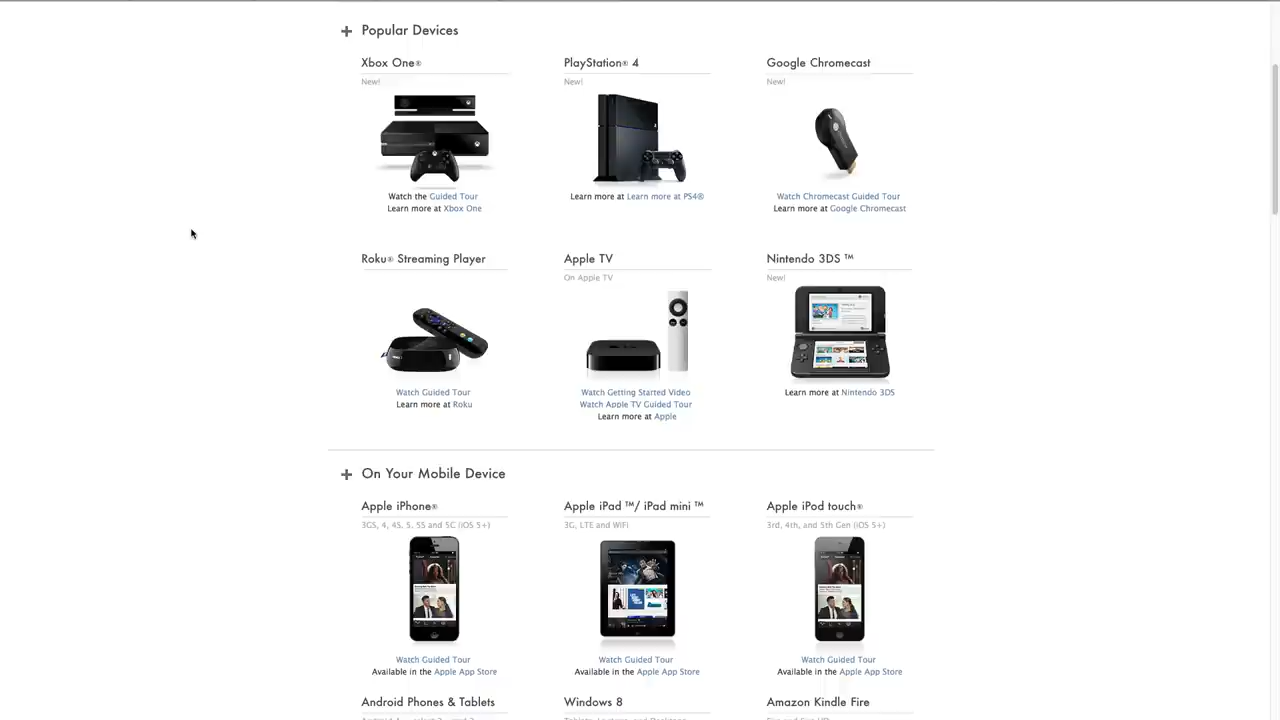 Popular Devices
Xbox One®
PlayStation® 4
Google Chromecast
New!
New!
New!
Watch the Guided Tour
Learn more at Xbox One
Learn more at Learn more at PS4®
Watch Chromecast Guided Tour
Learn more at Google Chromecast
Roku® Streaming Player
Apple TV
Nintendo 3DS ™
On Apple TV
New!
Watch Guided Tour
Learn more at Roku
Watch Getting Started Video
Watch Apple TV Guided Tour
Learn more at Apple
Learn more at Nintendo 3DS
On Your Mobile Device
Apple iPhone®
Apple iPad ™/ iPad mini ™
Apple iPod touch®
3GS, 4, 4S, 5, 5S and 5C (iOS 5+)
3G, LTE and WiFi
3rd, 4th, and 5th Gen (iOS 5+)
Watch Guided Tour
Available in the Apple App Store
Watch Guided Tour
Available in the Apple App Store
Watch Guided Tour
Available in the Apple App Store
Android Phones & Tablets
Windows 8
Amazon Kindle Fire